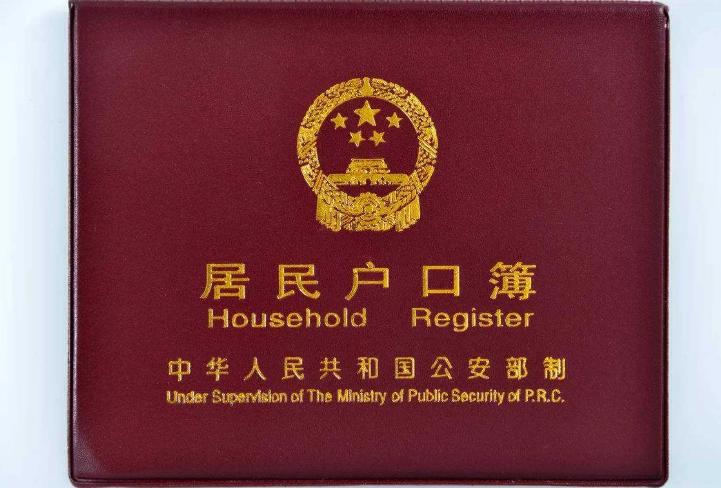 居民户口簿
Household Register
中华人民共和国公安部制
Under Supervision of The Ministry of Public Security of P.R.C.